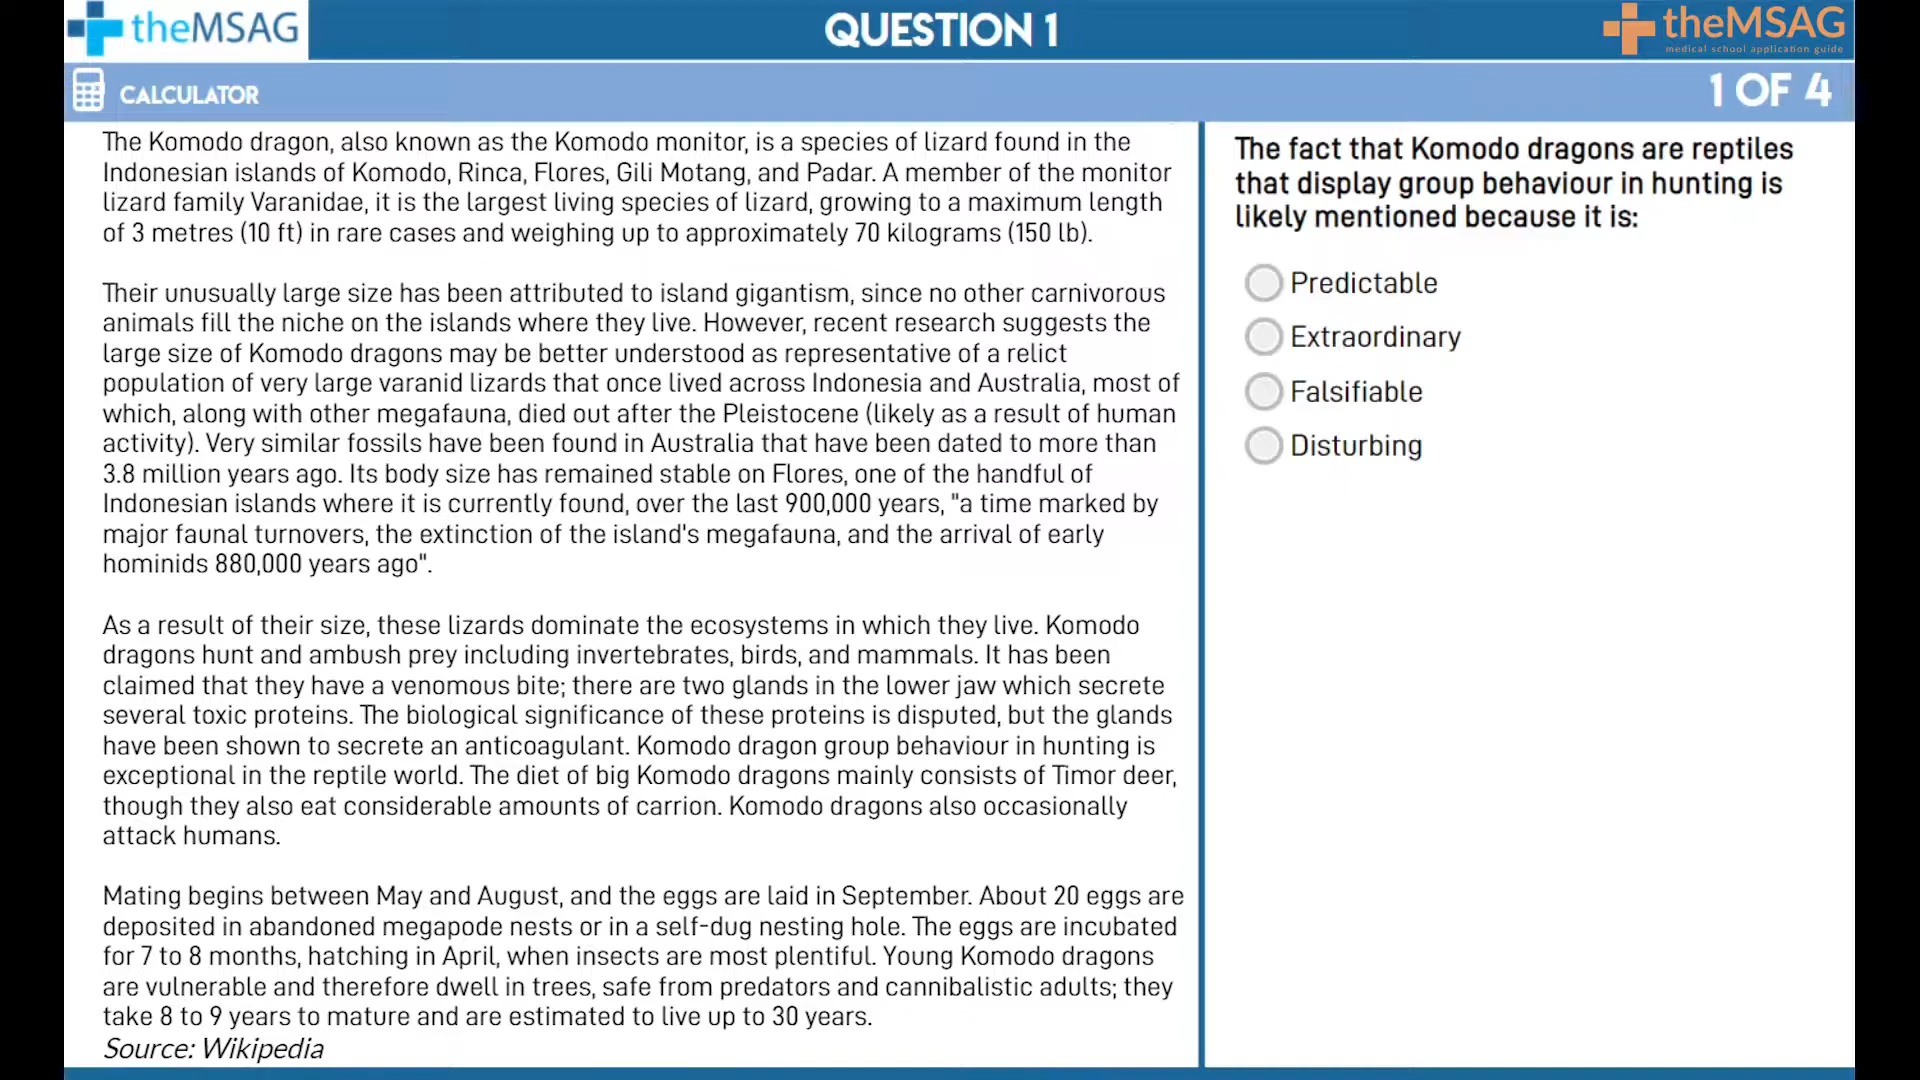 theMSAG
QUESTION 1
theMSAG
medical school application guide
CALCULATOR
1 OF 4
The Komodo dragon, also known as the Komodo monitor, is a species of lizard found in the
Indonesian islands of Komodo, Rinca, Flores, Gili Motang, and Padar. A member of the monitor
lizard family Varanidae, it is the largest living species of lizard, growing to a maximum length
of 3 metres (10 ft) in rare cases and weighing up to approximately 70 kilograms (150 lb).
Their unusually large size has been attributed to island gigantism, since no other carnivorous
animals fill the niche on the islands where they live. However, recent research suggests the
large size of Komodo dragons may be better understood as representative of a relict
population of very large varanid lizards that once lived across Indonesia and Australia, most of
which, along with other megafauna, died out after the Pleistocene (likely as a result of human
activity). Very similar fossils have been found in Australia that have been dated to more than
3.8 million years ago. Its body size has remained stable on Flores, one of the handful of
Indonesian islands where it is currently found, over the last 900,000 years, "a time marked by
major faunal turnovers, the extinction of the island's megafauna, and the arrival of early
hominids 880,000 years ago".
As a result of their size, these lizards dominate the ecosystems in which they live. Komodo
dragons hunt and ambush prey including invertebrates, birds, and mammals. It has been
claimed that they have a venomous bite; there are two glands in the lower jaw which secrete
several toxic proteins. The biological significance of these proteins is disputed, but the glands
have been shown to secrete an anticoagulant. Komodo dragon group behaviour in hunting is
exceptional in the reptile world. The diet of big Komodo dragons mainly consists of Timor deer,
though they also eat considerable amounts of carrion. Komodo dragons also occasionally
attack humans.
Mating begins between May and August, and the eggs are laid in September. About 20 eggs are
deposited in abandoned megapode nests or in a self-dug nesting hole. The eggs are incubated
for 7 to 8 months, hatching in April, when insects are most plentiful. Young Komodo dragons
are vulnerable and therefore dwell in trees, safe from predators and cannibalistic adults; they
take 8 to 9 years to mature and are estimated to live up to 30 years.
Source: Wikipedia
The fact that Komodo dragons are reptiles
that display group behaviour in hunting is
likely mentioned because it is:
Predictable
Extraordinary
Falsifiable
Disturbing